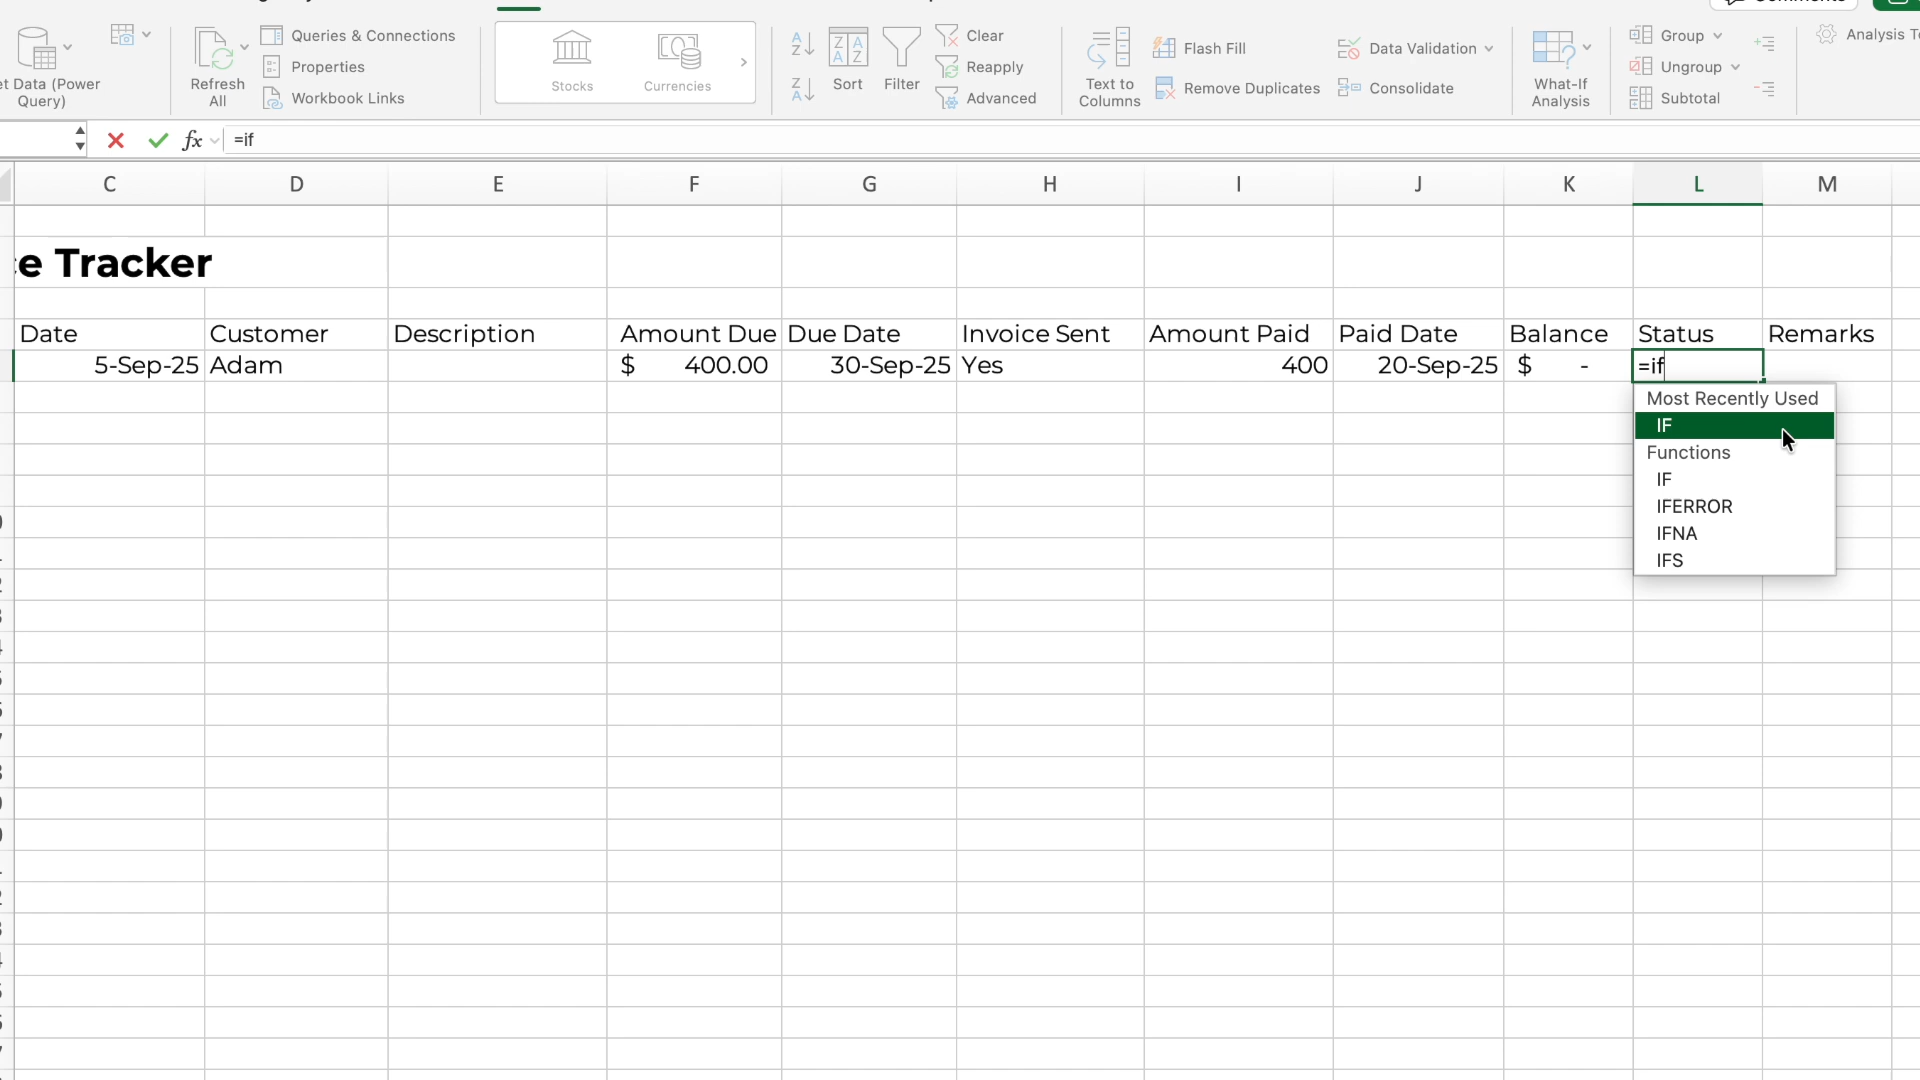 Get Data (Power
Query)
Refresh
All
Queries & Connections
Properties
Workbook Links
Stocks
Currencies
Sort
Filter
Clear
Reapply
Advanced
Text to
Columns
Flash Fill
Remove Duplicates
Data Validation
Consolidate
What-If
Analysis
Group
Ungroup
Subtotal
Analysis To
fx =if
C D E F G H I J K L M
e Tracker
Date Customer Description Amount Due Due Date Invoice Sent Amount Paid Paid Date Balance Status Remarks
5-Sep-25 Adam $ 400.00 30-Sep-25 Yes 400 20-Sep-25 $ - =if
Most Recently Used
IF
Functions
IF
IFERROR
IFNA
IFS